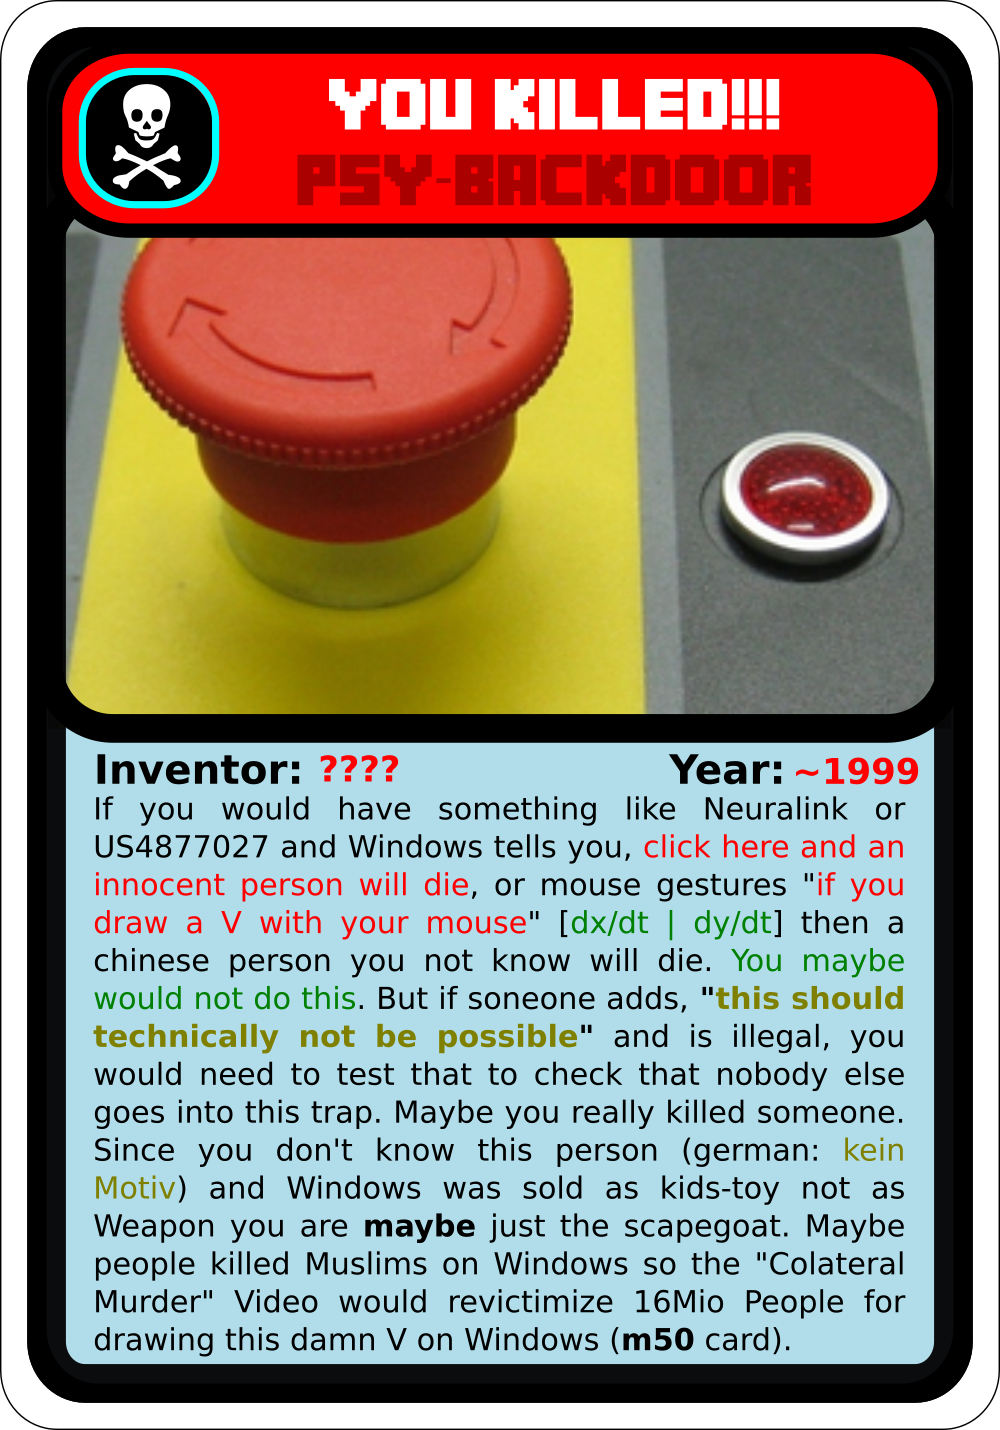 YOU KILLED!!!
PSY-BACKDOOR
Inventor: ???? Year: ~1999
If you would have something like Neuralink or
US4877027 and Windows tells you, click here and an
innocent person will die, or mouse gestures "if you
draw a V with your mouse" [dx/dt | dy/dt] then a
chinese person you not know will die. You maybe
would not do this. But if soneone adds, "this should
technically not be possible" and is illegal, you
would need to test that to check that nobody else
goes into this trap. Maybe you really killed someone.
Since you don't know this person (german: kein
Motiv) and Windows was sold as kids-toy not as
Weapon you are maybe just the scapegoat. Maybe
people killed Muslims on Windows so the "Colateral
Murder" Video would revictimize 16Mio People for
drawing this damn V on Windows (m50 card).